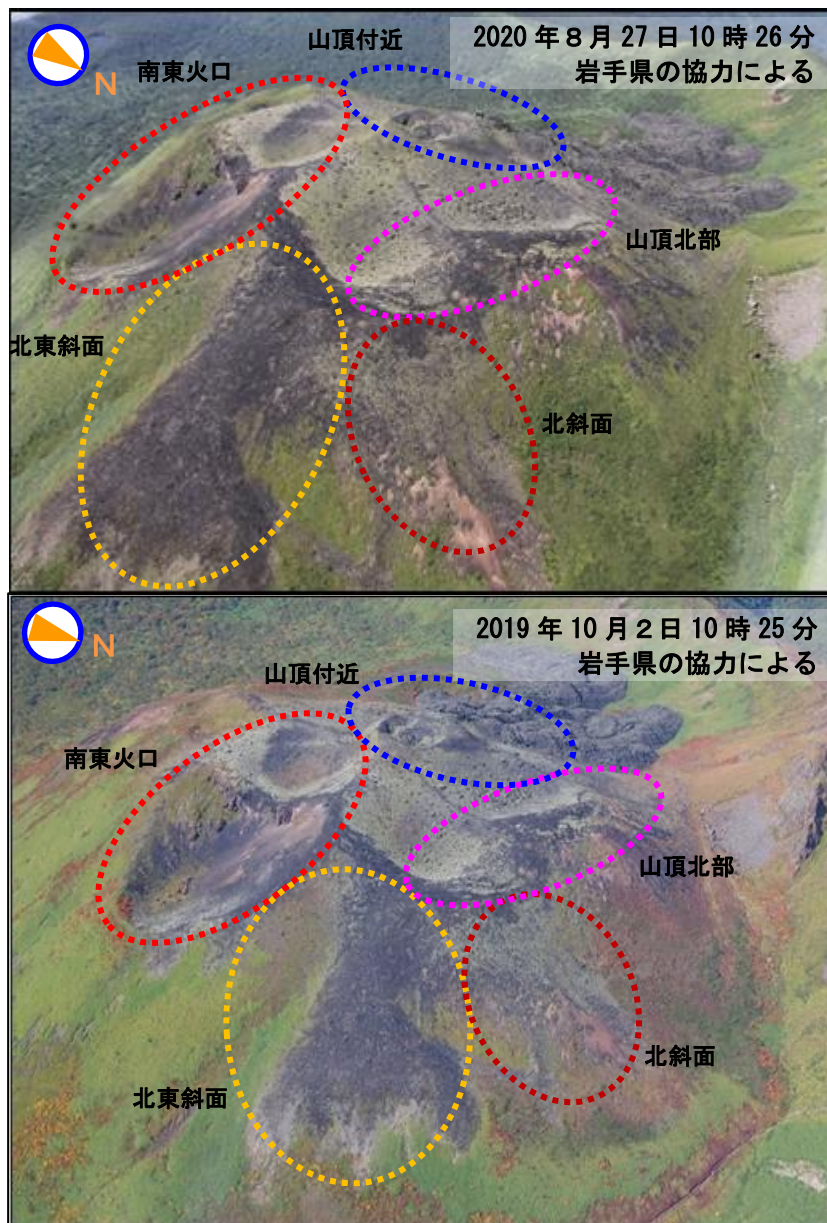 2020年8月27日10時26分
岩手県の協力による
N
山頂付近
南東火口
山頂北部
北東斜面
北斜面
2019年10月2日10時25分
岩手県の協力による
N
山頂付近
南東火口
山頂北部
北斜面
北東斜面